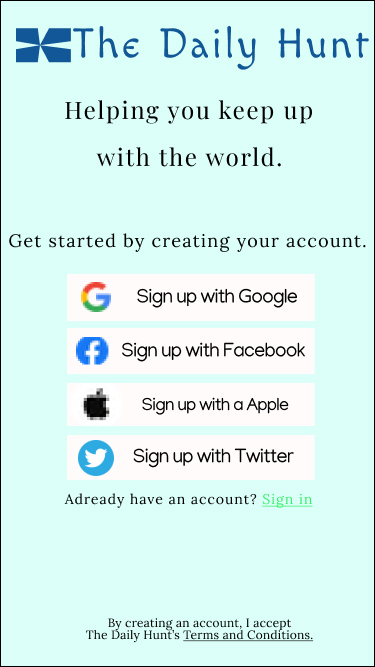 The Daily Hunt
Helping you keep up
with the world.
Get started by creating your account.
Sign up with Google
Sign up with Facebook
Sign up with a Apple
Sign up with Twitter
Adready have an account? Sign in
By creating an account, I accept
The Daily Hunt's Terms and Conditions.